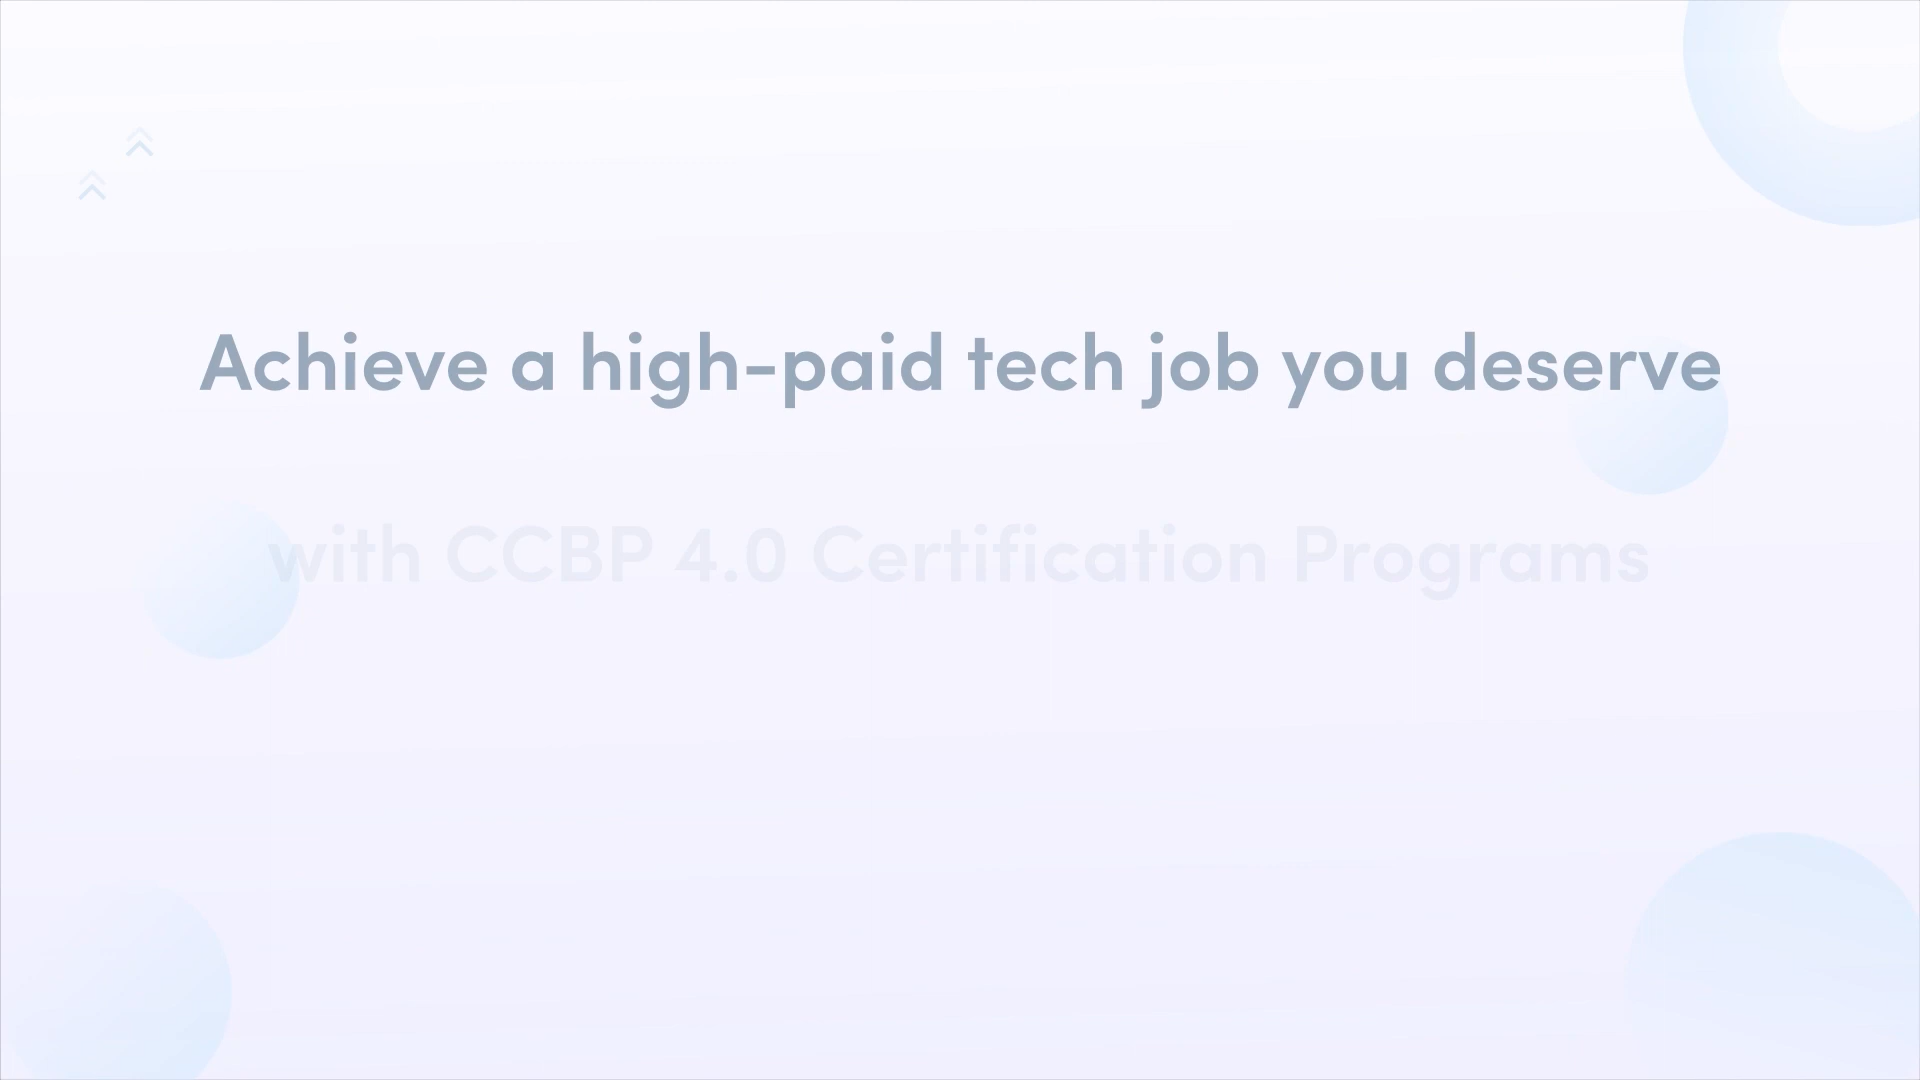 Achieve a high-paid tech job you deserve
with CCBP 4.0 Certification Programs